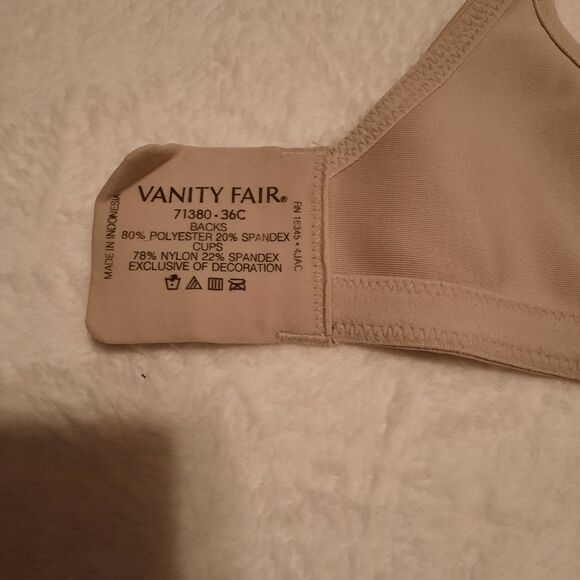 VANITY FAIR®
71380 • 36C
BACKS
80% POLYESTER 20% SPANDEX
CUPS
78% NYLON 22% SPANDEX
EXCLUSIVE OF DECORATION
MADE IN INDONESIA
RN 16345 • 4JAC